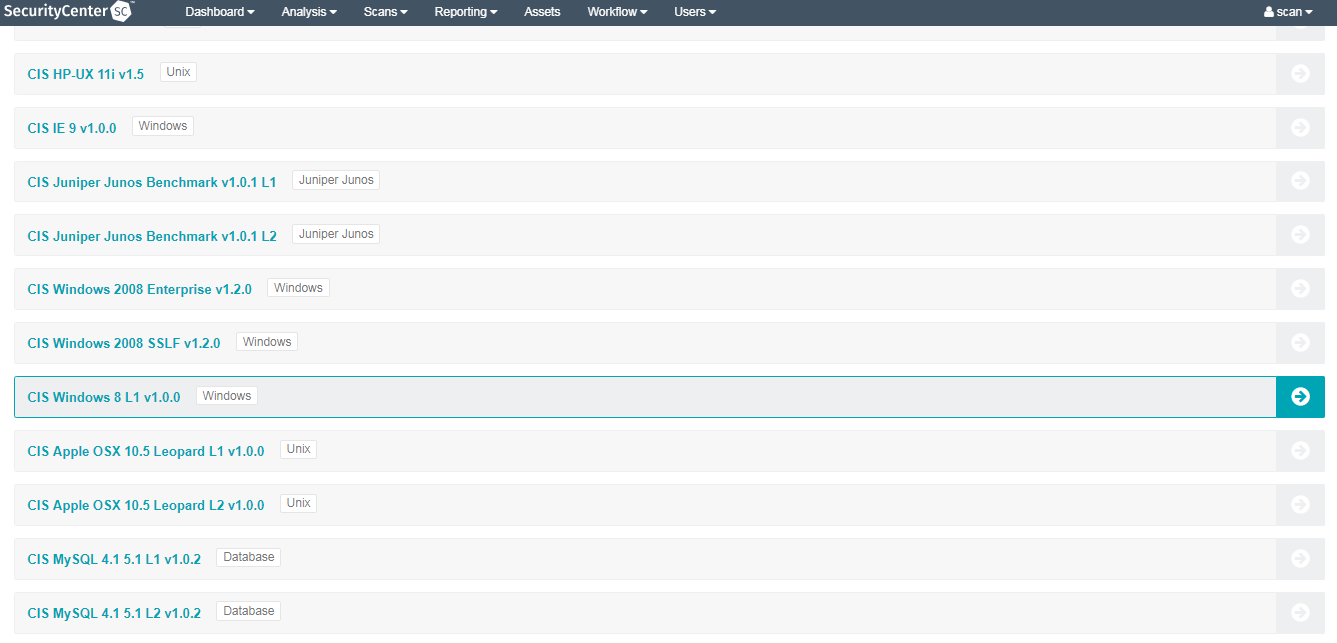 SecurityCenter SC Dashboard Analysis Scans Reporting Assets Workflow Users scan
CIS HP-UX 11i v1.5 Unix
CIS IE 9 v1.0.0 Windows
CIS Juniper Junos Benchmark v1.0.1 L1 Juniper Junos
CIS Juniper Junos Benchmark v1.0.1 L2 Juniper Junos
CIS Windows 2008 Enterprise v1.2.0 Windows
CIS Windows 2008 SSLF v1.2.0 Windows
CIS Windows 8 L1 v1.0.0 Windows
CIS Apple OSX 10.5 Leopard L1 v1.0.0 Unix
CIS Apple OSX 10.5 Leopard L2 v1.0.0 Unix
CIS MySQL 4.1 5.1 L1 v1.0.2 Database
CIS MySQL 4.1 5.1 L2 v1.0.2 Database